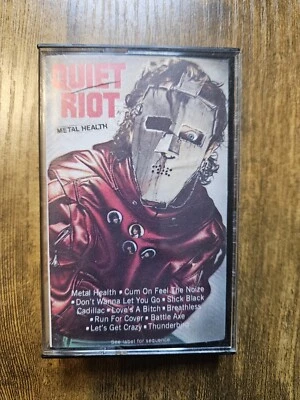 QUIET
RIOT
METAL HEALTH
Metal Health • Cum On Feel The Noize
• Don't Wanna Let You Go • Slick Black
Cadillac • Love's A Bitch • Breathless
• Run For Cover • Battle Axe
• Let's Get Crazy • Thunderbird
See label for sequence